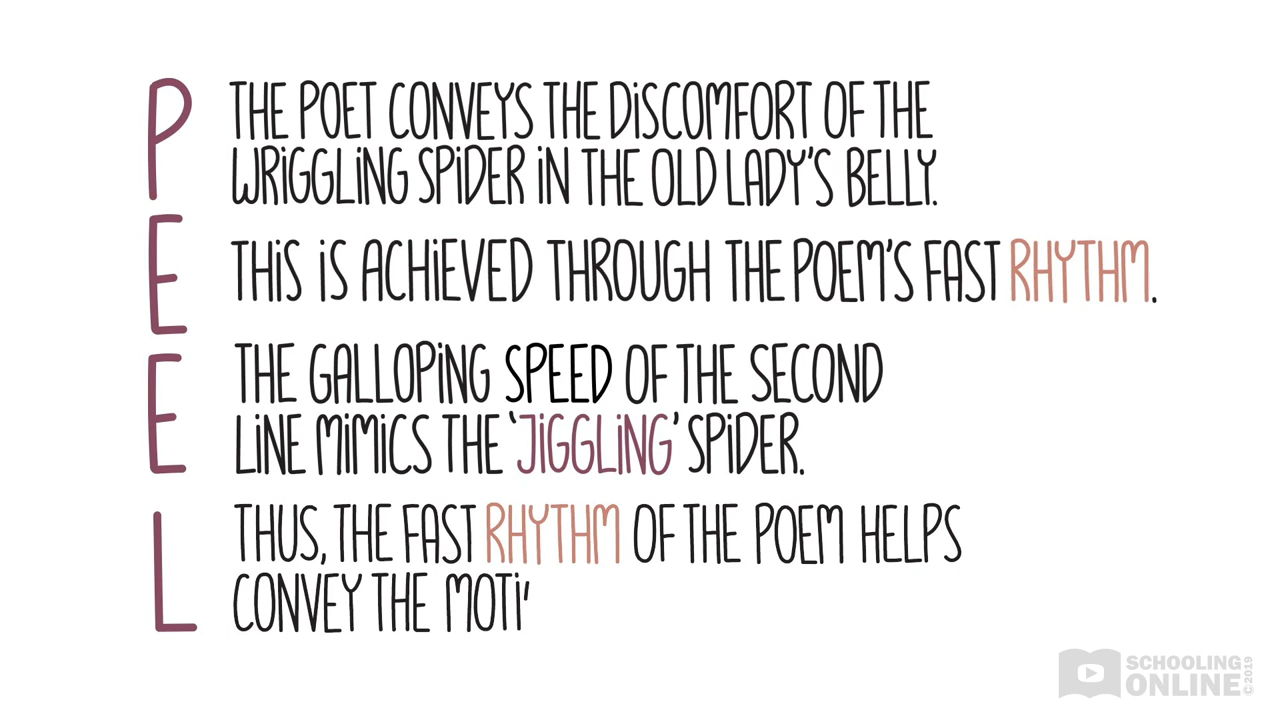 P THE POET CONVEYS THE DISCOMFORT OF THE
WRIGGLING SPIDER IN THE OLD LADY'S BELLY.
E THIS IS ACHIEVED THROUGH THE POEM'S FAST RHYTHM.
E THE GALLOPING SPEED OF THE SECOND
LINE MIMICS THE 'JIGGLING' SPIDER.
L THUS, THE FAST RHYTHM OF THE POEM HELPS
CONVEY THE MOTI
SCHOOLING
ONLINE
©2019